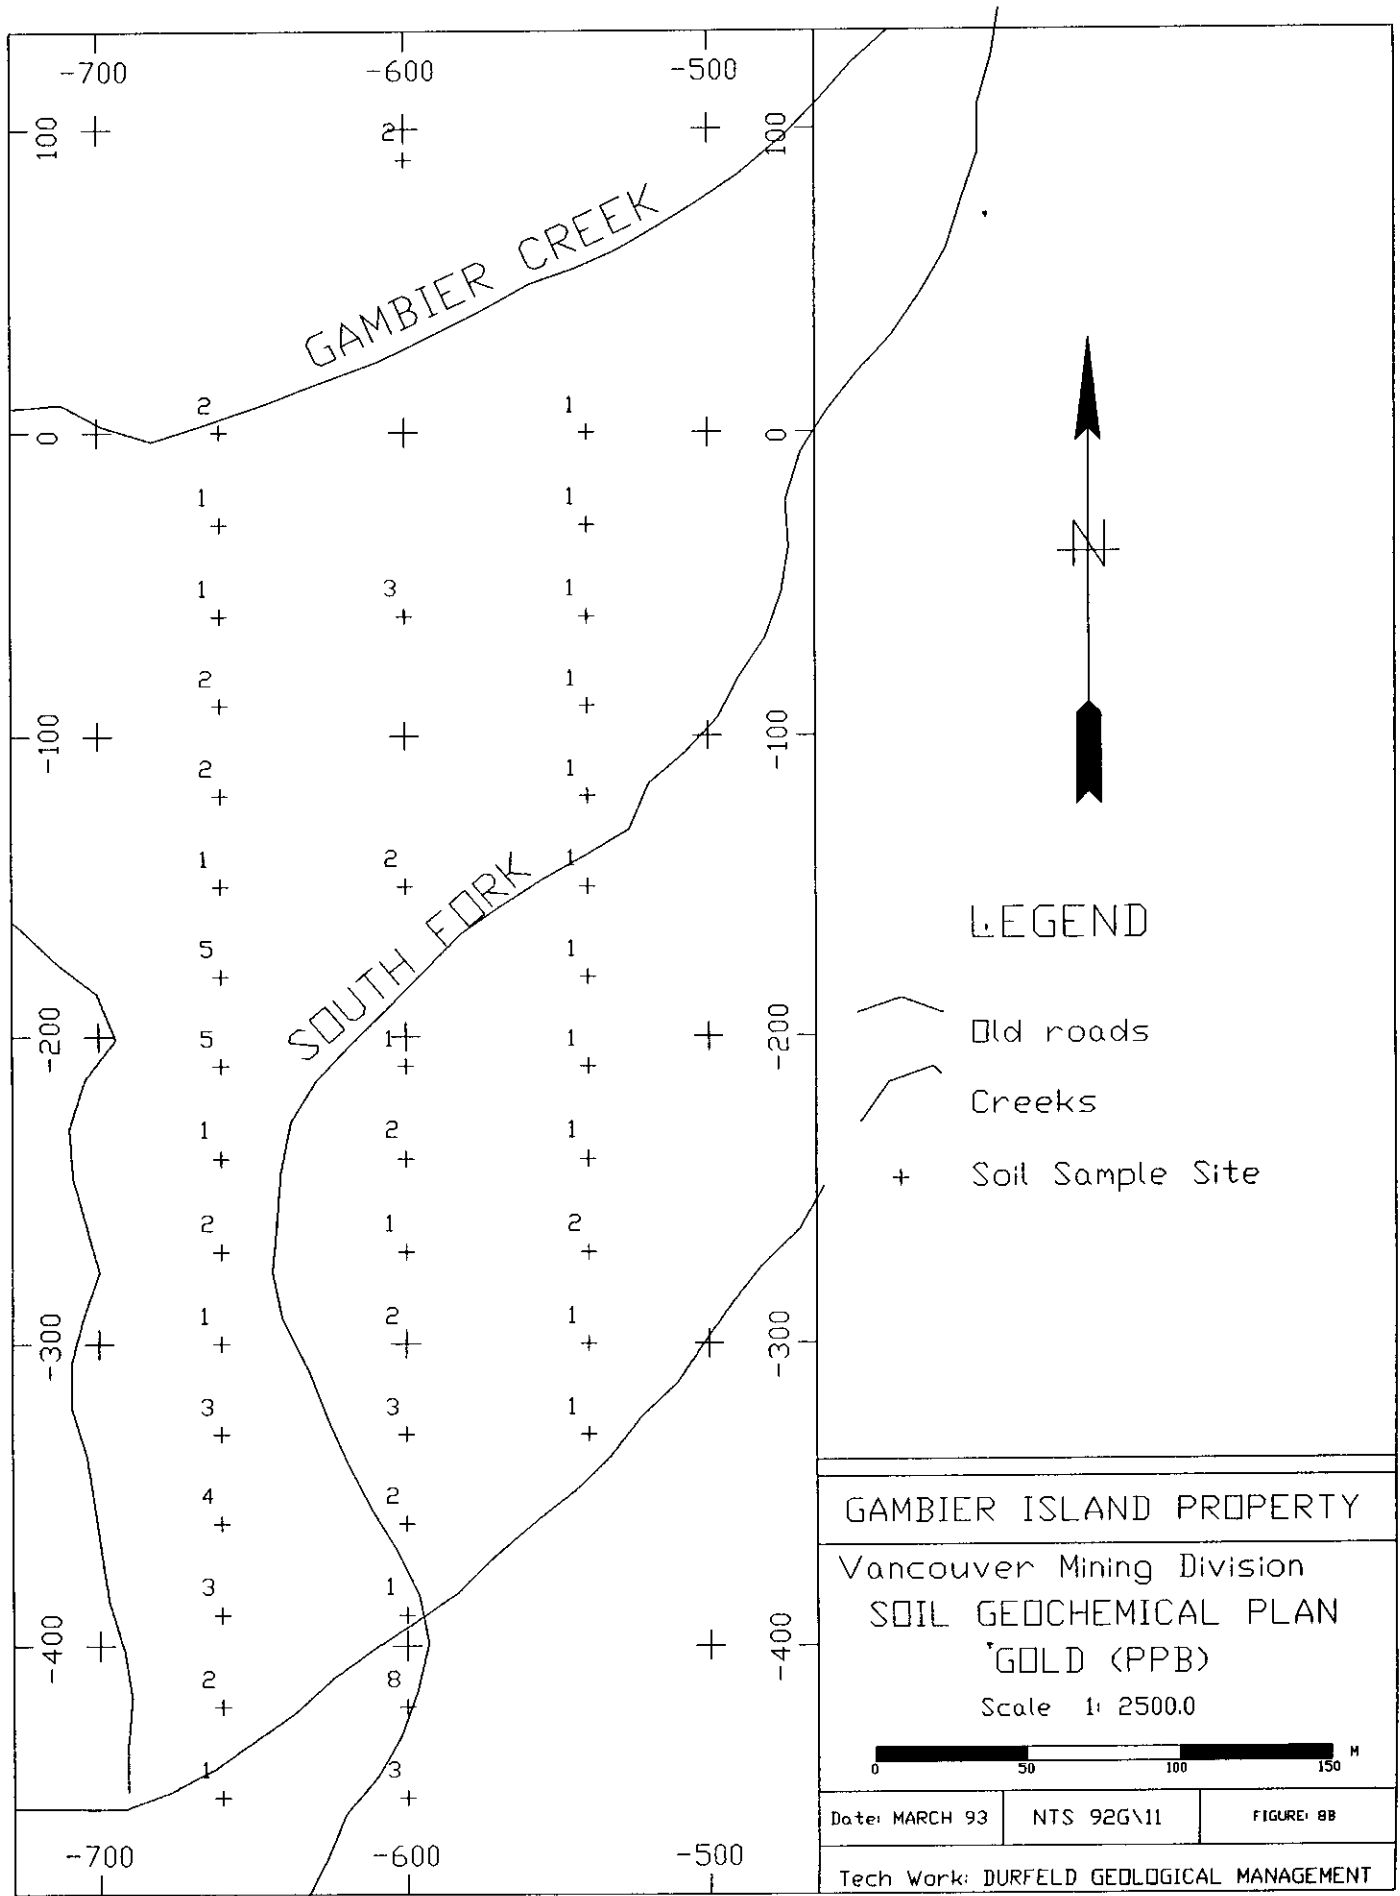 -700 -600 -500
100 2 100
GAMBIER CREEK
2 1
0 0
1 1
1 3 1
2 1
-100 -100
2 1
1 2 1
SOUTH FORK
5 1
-200 5 1 1 -200
1 2 1
2 1 2
1 2 1
-300 -300
3 3 1
4 2
3 1
-400 -400
2 8
1 3
-700 -600 -500
N
LEGEND
Old roads
Creeks
+ Soil Sample Site
GAMBIER ISLAND PROPERTY
Vancouver Mining Division
SOIL GEOCHEMICAL PLAN
GOLD (PPB)
Scale 1: 2500.0
0 50 100 150 M
Date: MARCH 93 NTS 92G\11 FIGURE: 8B
Tech Work: DURFELD GEOLOGICAL MANAGEMENT